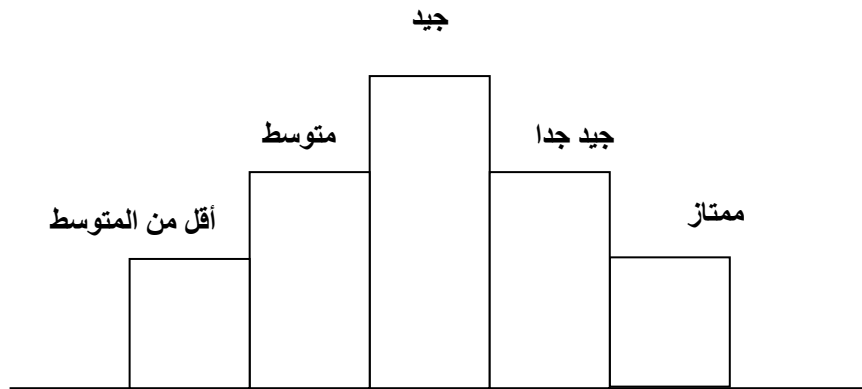 جيد
جيد جدا
متوسط
ممتاز
أقل من المتوسط